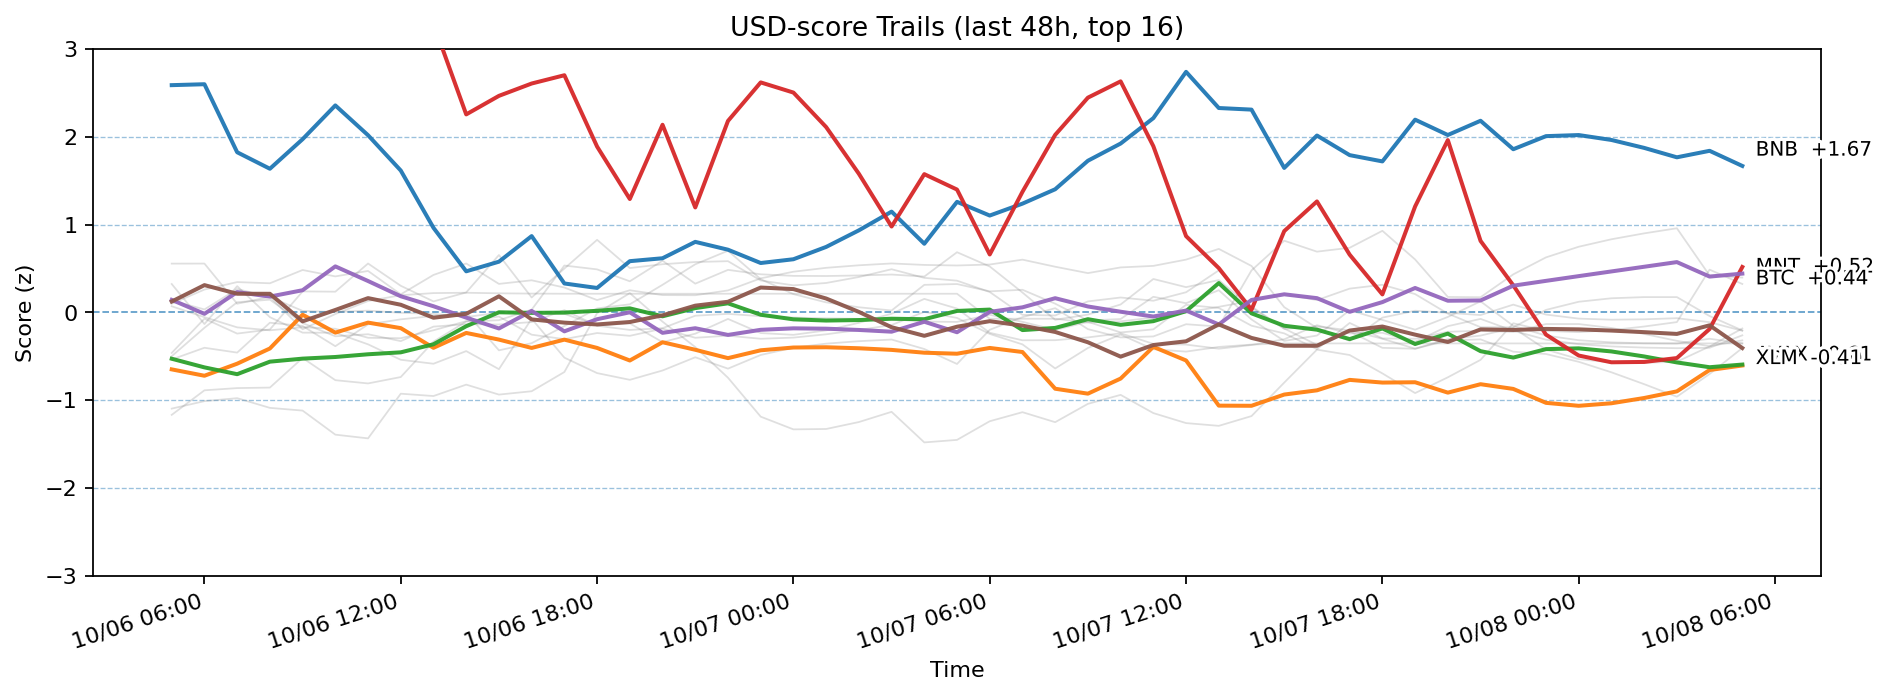 USD-score Trails (last 48h, top 16)
Score (z)
3
2
1
0
−1
−2
−3
BNB +1.67
MNT +0.52
BTC +0.44
XLM -0.41
10/06 06:00
10/06 12:00
10/06 18:00
10/07 00:00
10/07 06:00
10/07 12:00
10/07 18:00
10/08 00:00
10/08 06:00
Time